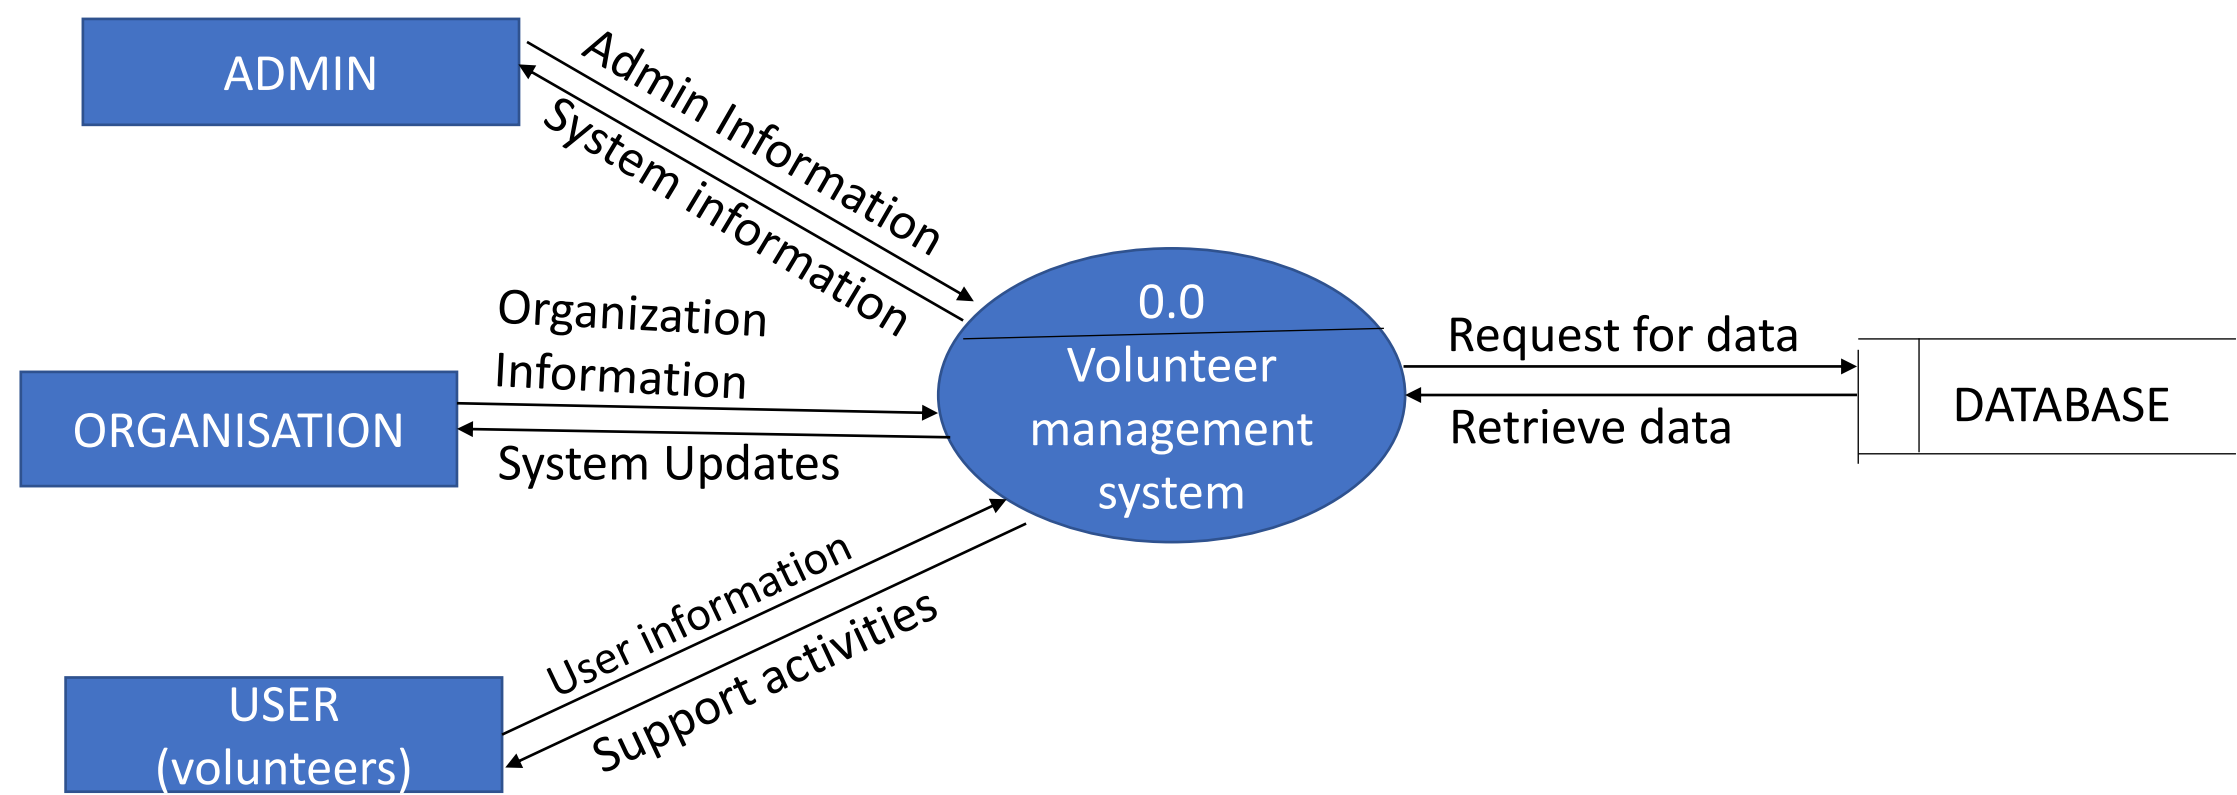 ADMIN
Admin Information
System information
Organization
Information
ORGANISATION
System Updates
0.0
Volunteer
management
system
Request for data
Retrieve data
DATABASE
User information
Support activities
USER
(volunteers)